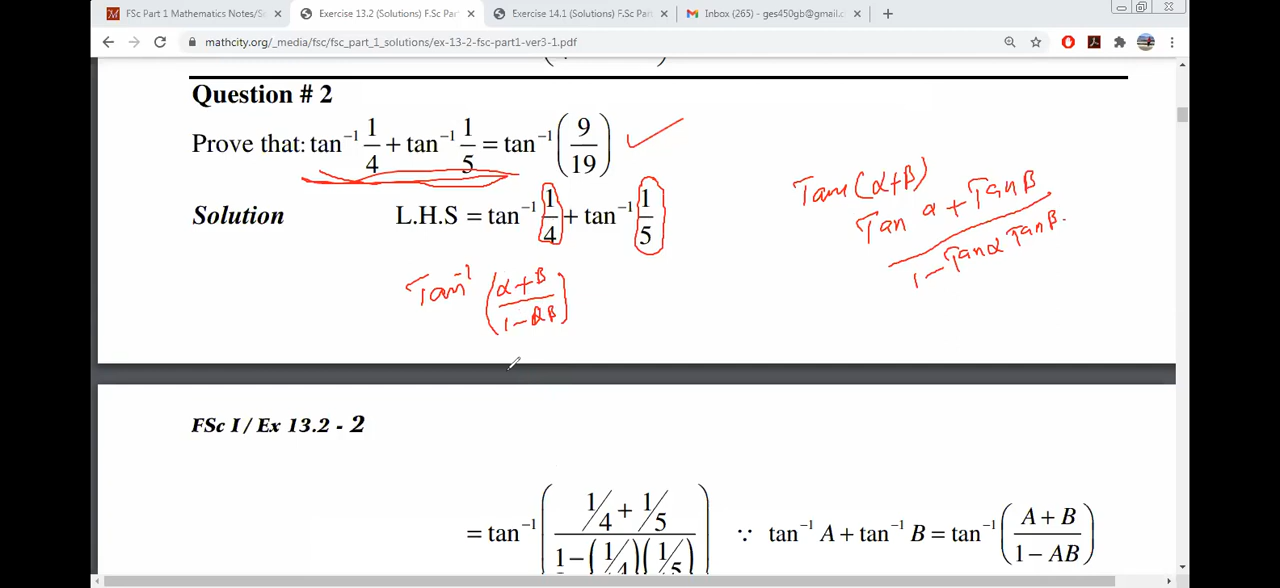 FSc Part 1 Mathematics Notes/S
Exercise 13.2 (Solutions) F.Sc Par
Exercise 14.1 (Solutions) F.Sc Par
Inbox (265) - ges450gb@gmail.c
mathcity.org/_media/fsc/fsc_part_1_solutions/ex-13-2-fsc-part1-ver3-1.pdf
Question # 2
Prove that: tan⁻¹ 1/4 + tan⁻¹ 1/5 = tan⁻¹ (9/19)
Tan(α+β)
Tan α + Tan β
1 - Tan α Tan β.
Solution L.H.S = tan⁻¹ 1/4 + tan⁻¹ 1/5
Tan⁻¹ (α+β / 1-αβ)
FSc I / Ex 13.2 - 2
= tan⁻¹ (1/4 + 1/5 / 1-(1/4)(1/5)) ∵ tan⁻¹ A + tan⁻¹ B = tan⁻¹ (A + B / 1 - AB)